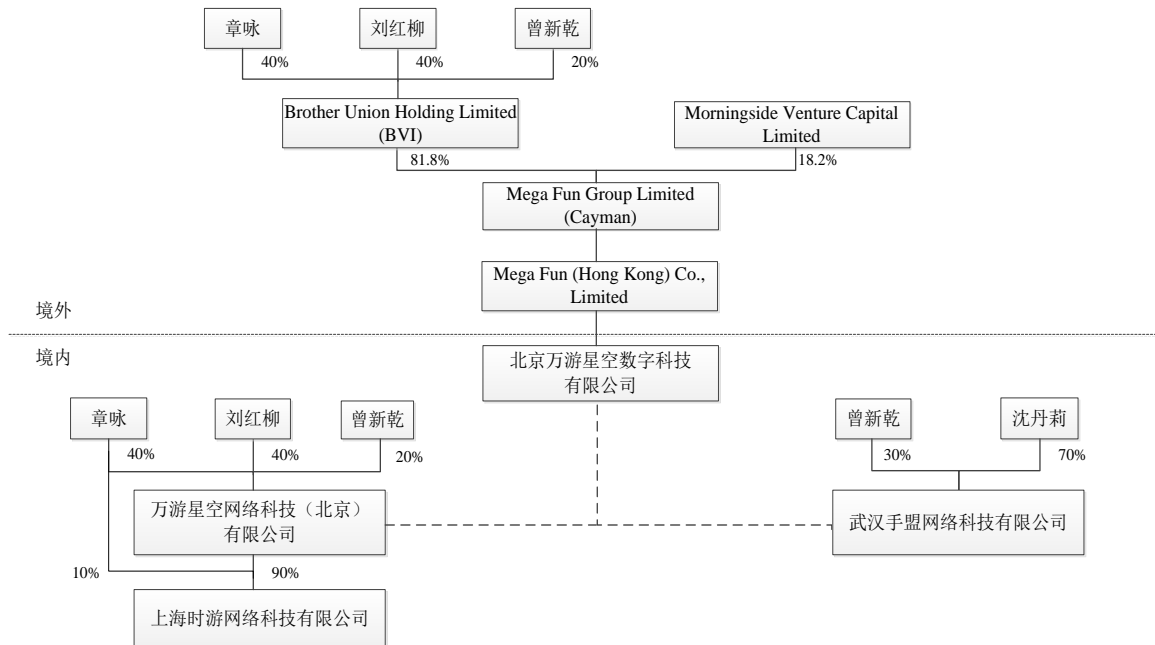 章咏
刘红柳
曾新乾
40%
40%
20%
Brother Union Holding Limited
(BVI)
Morningside Venture Capital
Limited
81.8%
18.2%
Mega Fun Group Limited
(Cayman)
Mega Fun (Hong Kong) Co.,
Limited
境外
境内
北京万游星空数字科技
有限公司
章咏
刘红柳
曾新乾
曾新乾
沈丹莉
40%
40%
20%
30%
70%
万游星空网络科技（北京）
有限公司
武汉手盟网络科技有限公司
10%
90%
上海时游网络科技有限公司